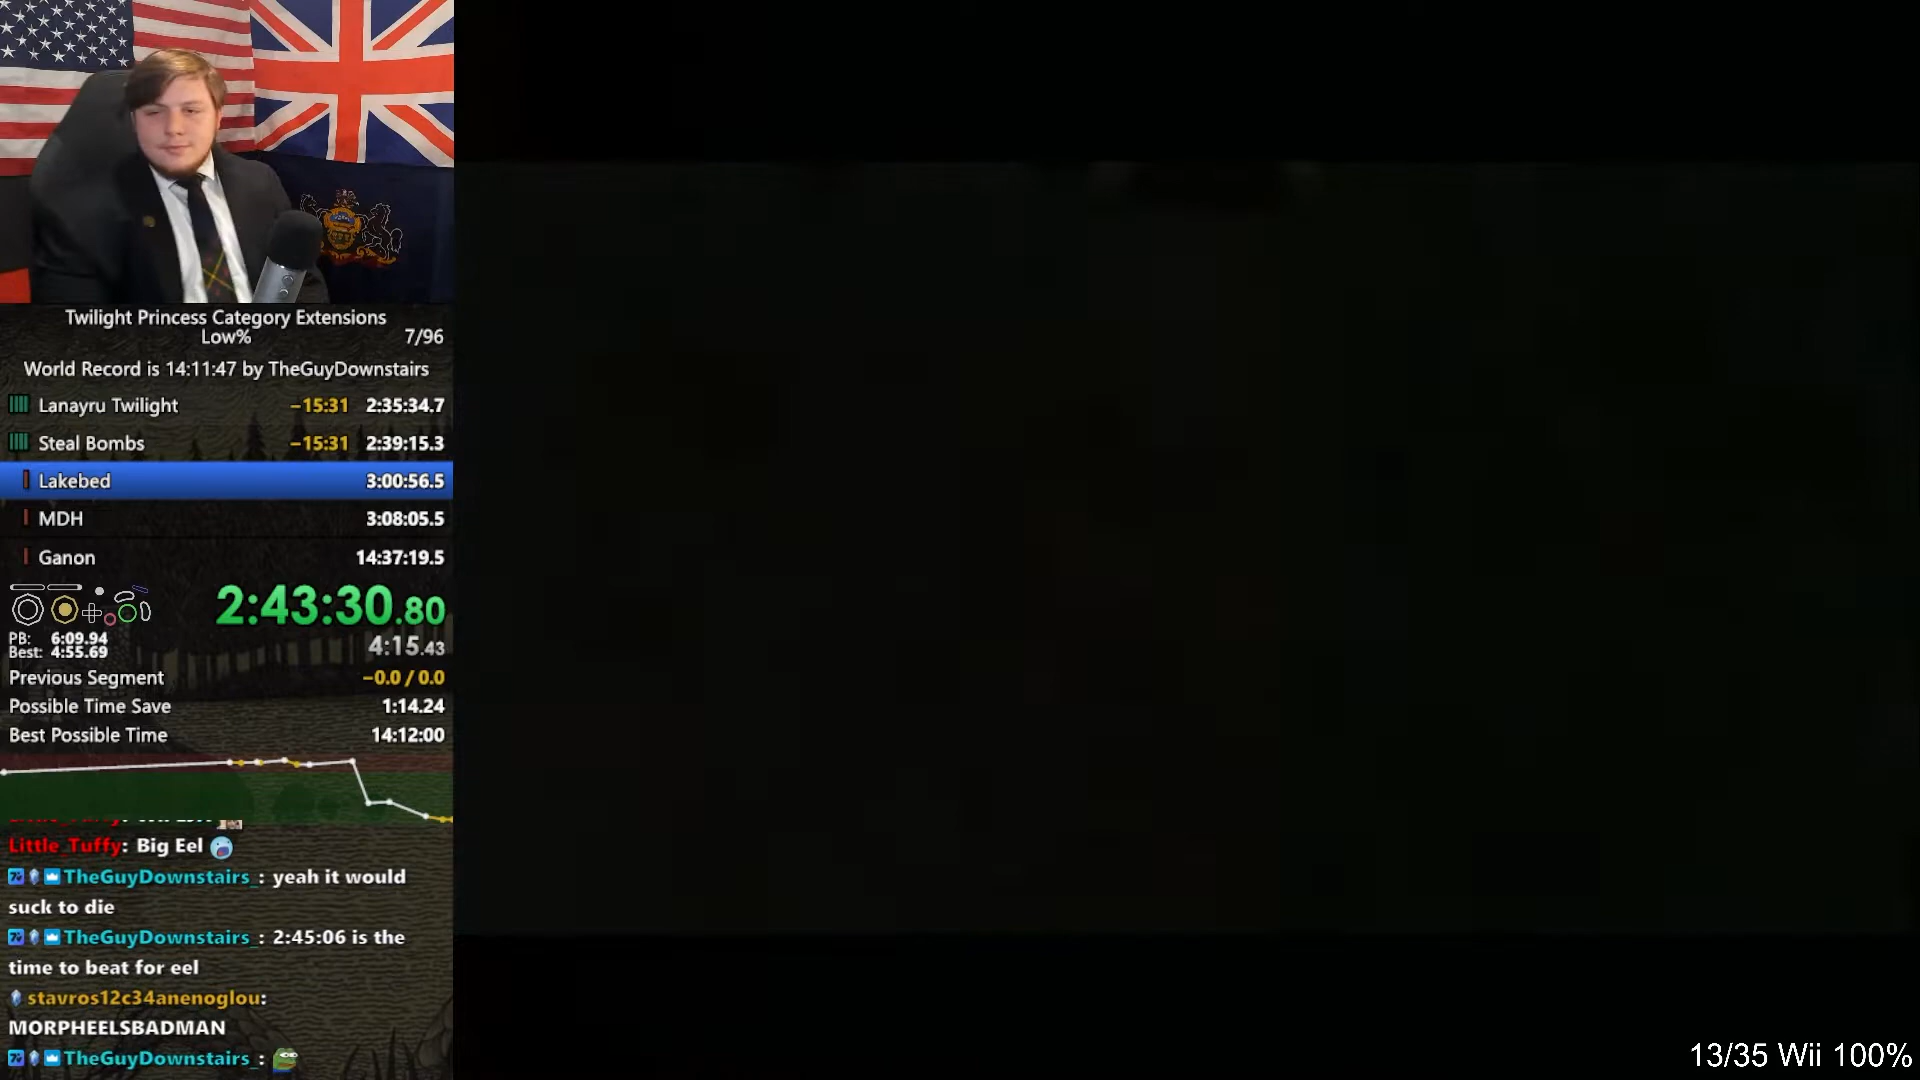 Twilight Princess Category Extensions
Low% 7/96
World Record is 14:11:47 by TheGuyDownstairs
Lanayru Twilight −15:31 2:35:34.7
Steal Bombs −15:31 2:39:15.3
Lakebed 3:00:56.5
MDH 3:08:05.5
Ganon 14:37:19.5
2:43:30.80
PB: 6:09.94
Best: 4:55.69
4:15.43
Previous Segment −0.0 / 0.0
Possible Time Save 1:14.24
Best Possible Time 14:12:00
Little_Tuffy: Big Eel
TheGuyDownstairs_: yeah it would
suck to die
TheGuyDownstairs_: 2:45:06 is the
time to beat for eel
stavros12c34anenoglou:
MORPHEELSBADMAN
TheGuyDownstairs_:
13/35 Wii 100%